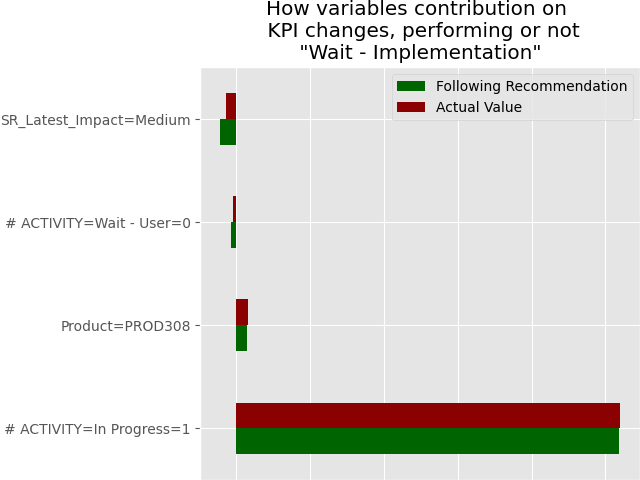 How variables contribution on
KPI changes, performing or not
"Wait - Implementation"
Following Recommendation
Actual Value
SR_Latest_Impact=Medium
# ACTIVITY=Wait - User=0
Product=PROD308
# ACTIVITY=In Progress=1